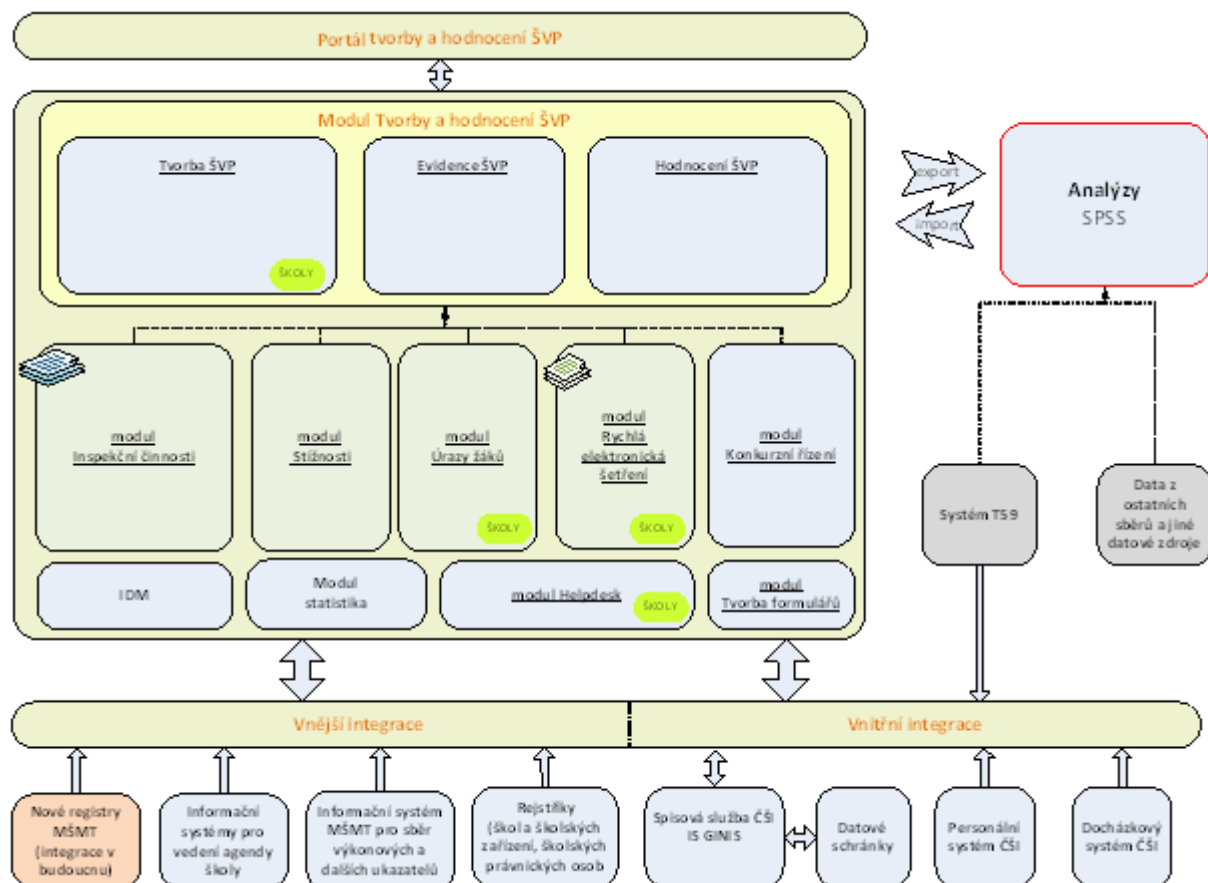 Portál tvorby a hodnocení ŠVP
Modul Tvorby a hodnocení ŠVP
Tvorba ŠVP
Evidence ŠVP
Hodnocení ŠVP
ŠKOLY
export
import
Analýzy
SPSS
modul
Inspekční činnosti
modul
Stížnosti
modul
Úrazy žáků
ŠKOLY
modul
Rychlá
elektronická
šetření
ŠKOLY
modul
Konkurzní řízení
Systém TS9
Data z
ostatních
sběrů a jiné
datové zdroje
IDM
Modul
statistika
modul Helpdesk
ŠKOLY
modul
Tvorba formulářů
Vnější integrace
Vnitřní integrace
Nové registry
MŠMT
(integrace v
budoucnu)
Informační
systémy pro
vedení agendy
školy
Informační systém
MŠMT pro sběr
výkonových a
dalších ukazatelů
Rejstříky
(škol a školských
zařízení, školských
právnických osob
Spisová služba ČŠI
IS GINIS
Datové
schránky
Personální
systém ČŠI
Docházkový
systém ČŠI